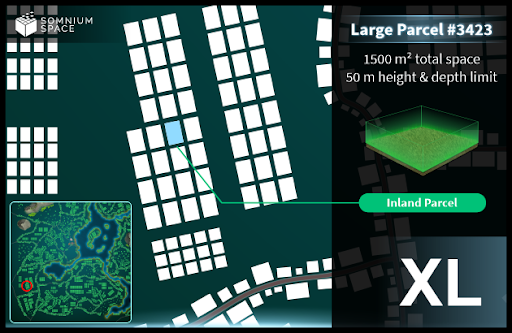 SOMNIUM
SPACE
Large Parcel #3423
1500 m² total space
50 m height & depth limit
Inland Parcel
XL